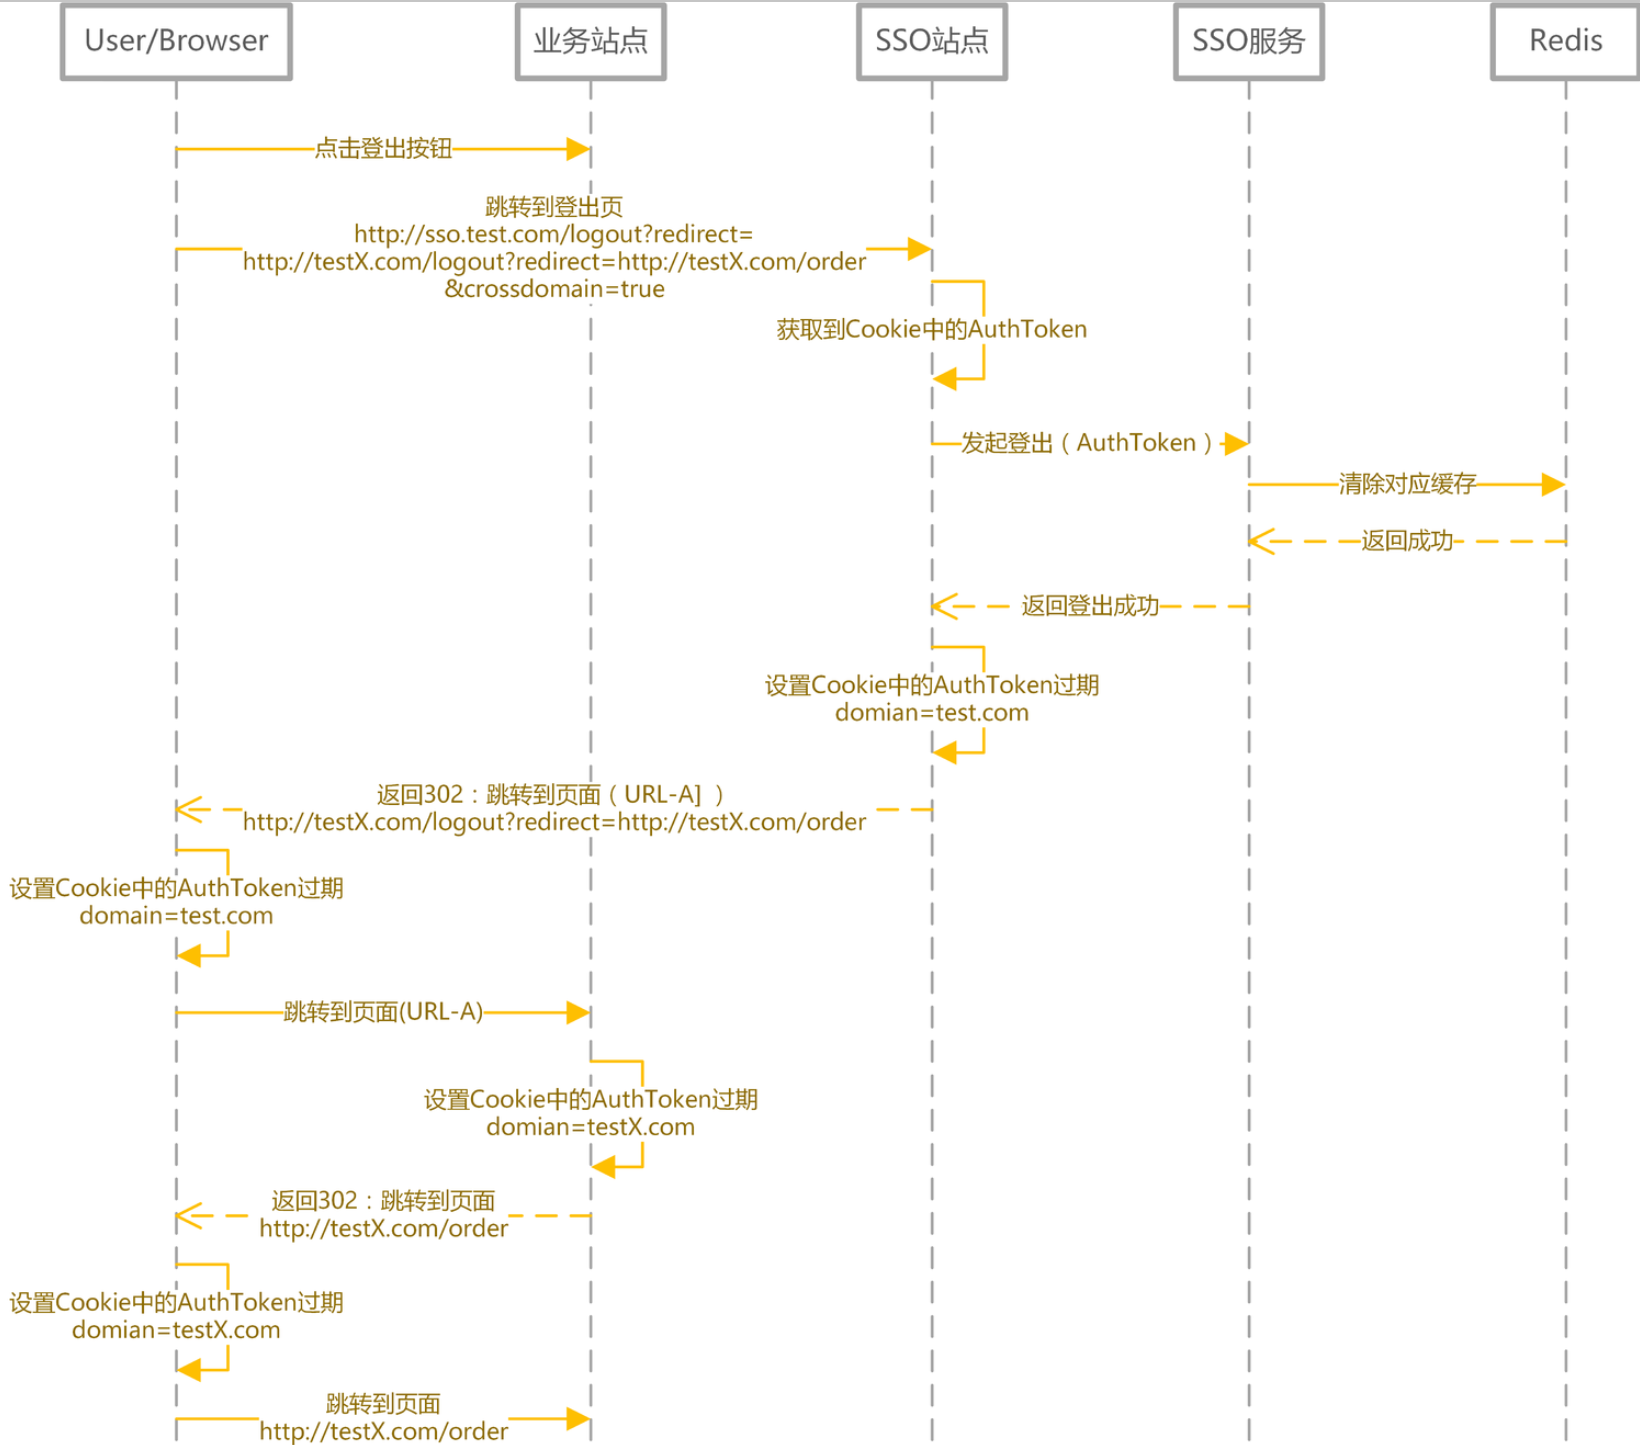 User/Browser
业务站点
SSO站点
SSO服务
Redis
点击登出按钮
跳转到登出页
http://sso.test.com/logout?redirect=
http://testX.com/logout?redirect=http://testX.com/order
&crossdomain=true
获取到Cookie中的AuthToken
发起登出（AuthToken）
清除对应缓存
返回成功
返回登出成功
设置Cookie中的AuthToken过期
domian=test.com
返回302：跳转到页面（URL-A]）
http://testX.com/logout?redirect=http://testX.com/order
设置Cookie中的AuthToken过期
domain=test.com
跳转到页面(URL-A)
设置Cookie中的AuthToken过期
domian=testX.com
返回302：跳转到页面
http://testX.com/order
设置Cookie中的AuthToken过期
domian=testX.com
跳转到页面
http://testX.com/order